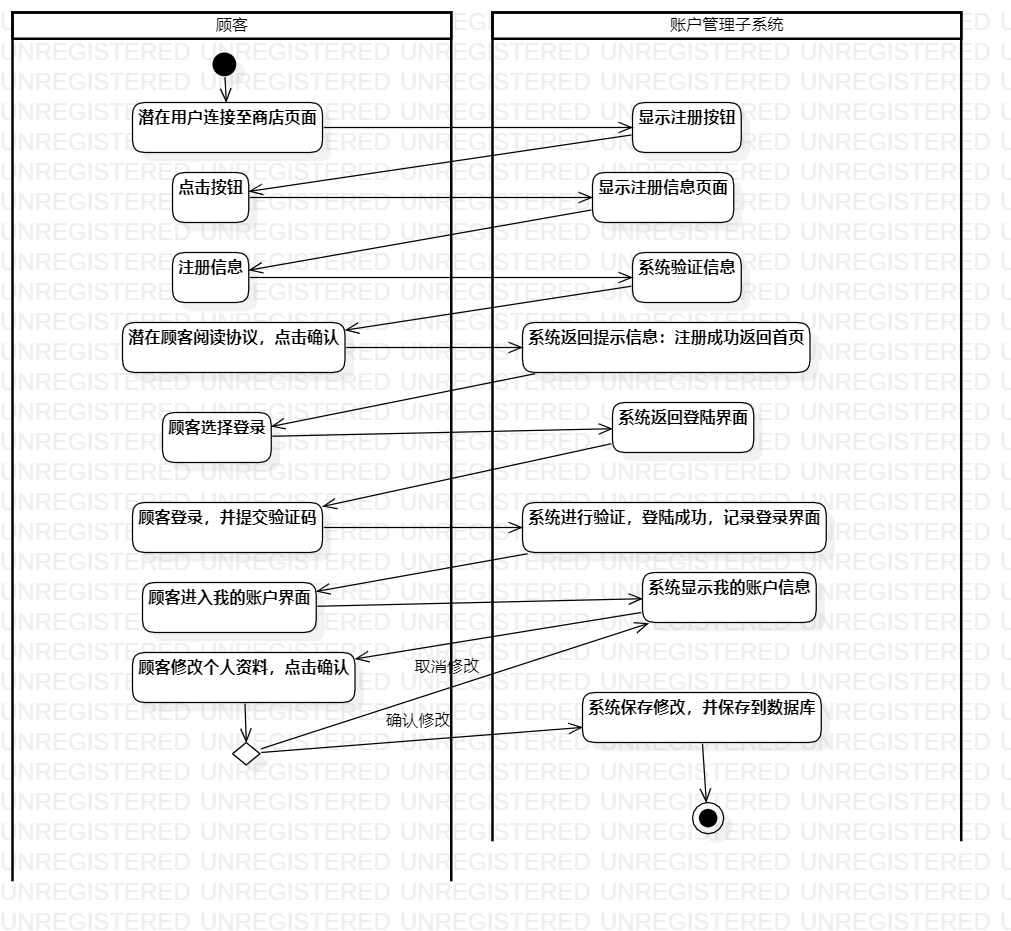 顾客
账户管理子系统
潜在用户连接至商店页面
显示注册按钮
点击按钮
显示注册信息页面
注册信息
系统验证信息
潜在顾客阅读协议，点击确认
系统返回提示信息：注册成功返回首页
顾客选择登录
系统返回登陆界面
顾客登录，并提交验证码
系统进行验证，登陆成功，记录登录界面
顾客进入我的账户界面
系统显示我的账户信息
顾客修改个人资料，点击确认
取消修改
系统保存修改，并保存到数据库
确认修改
UNREGISTERED